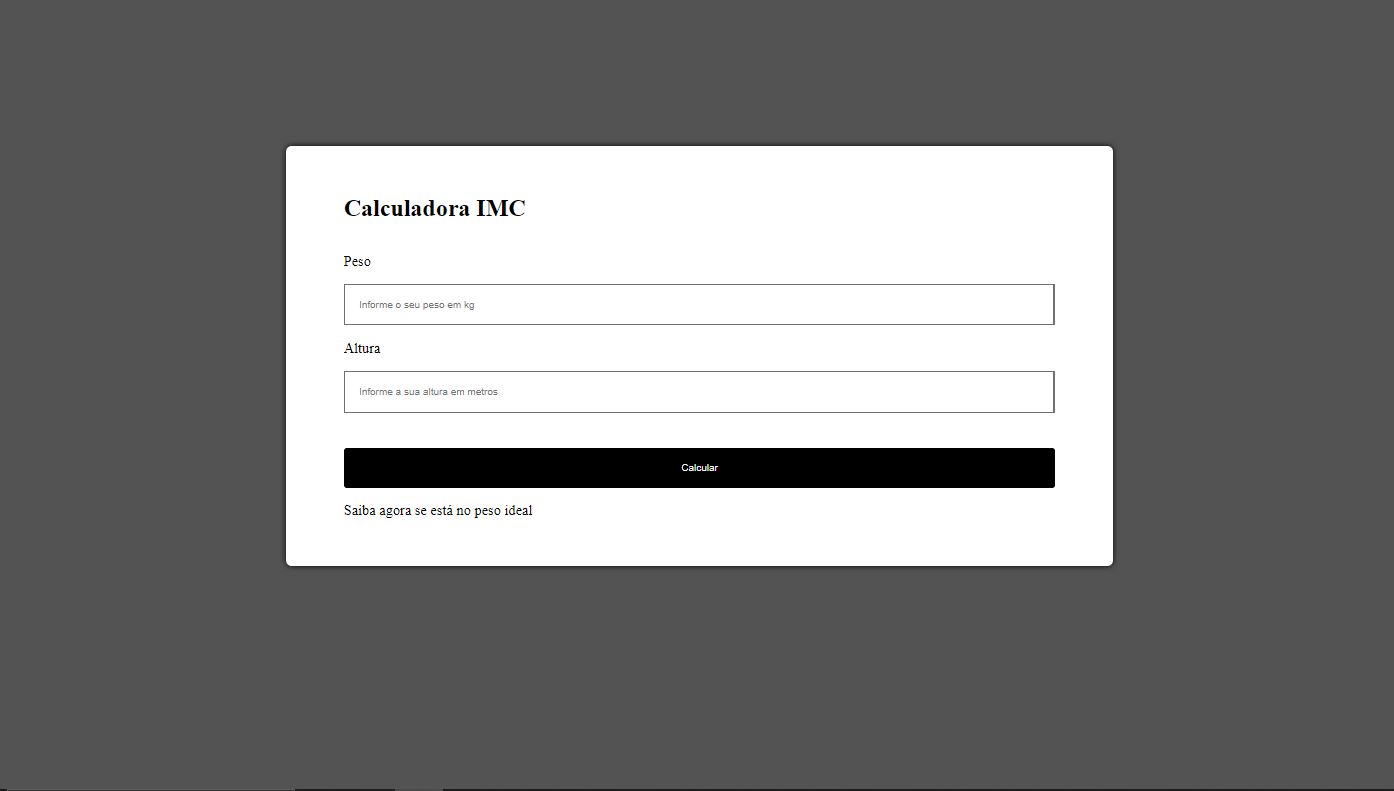 Calculadora IMC
Peso
Informe o seu peso em kg
Altura
Informe a sua altura em metros
Calcular
Saiba agora se está no peso ideal